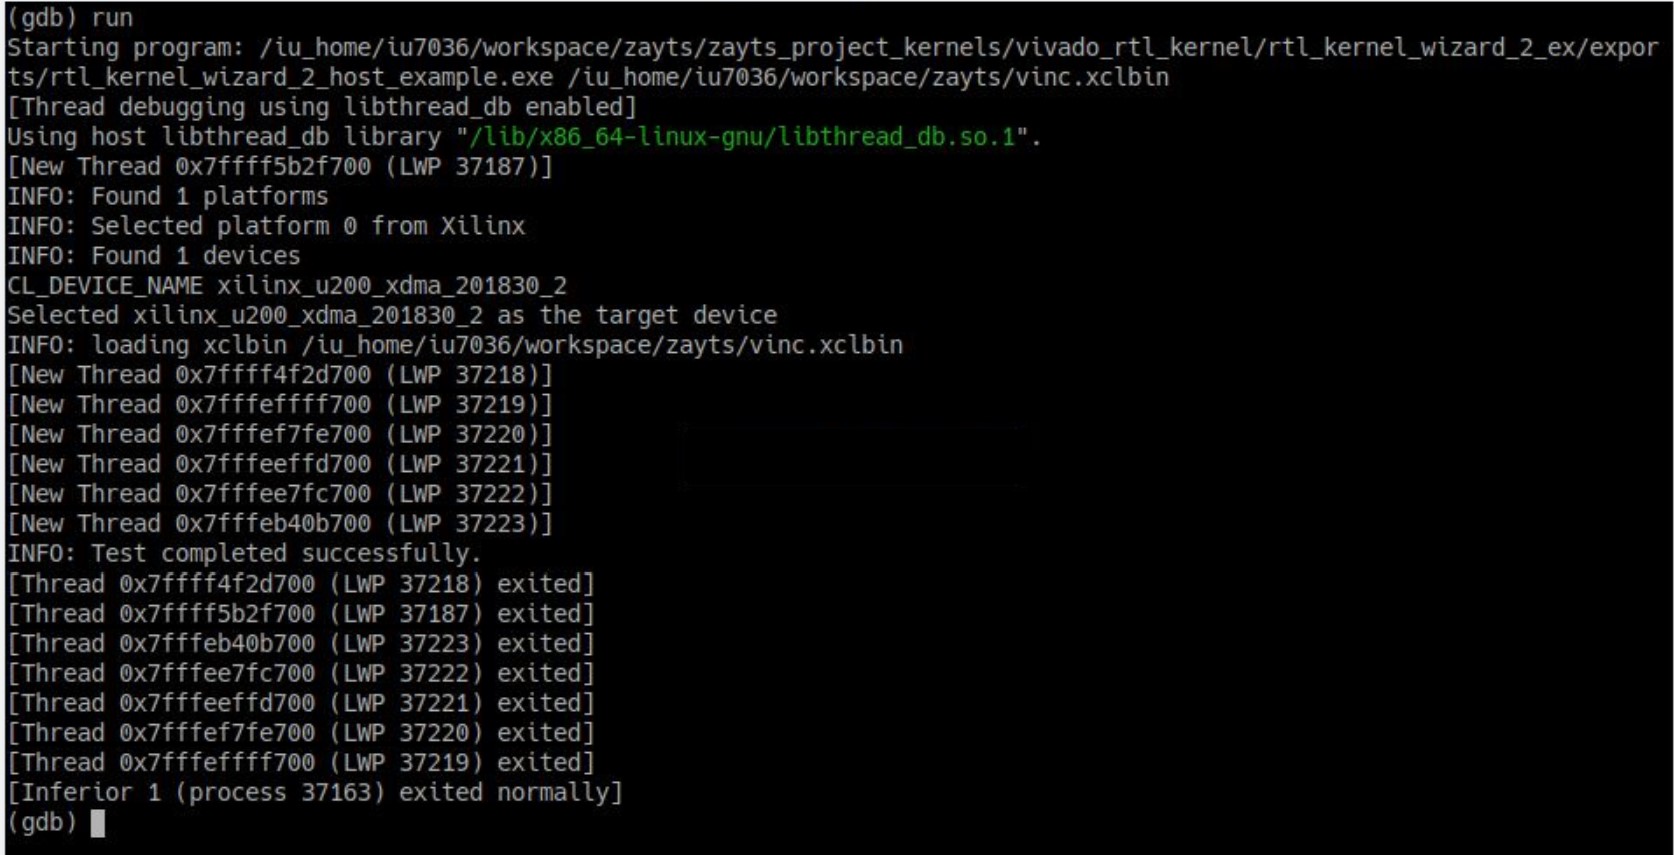 (gdb) run
Starting program: /iu_home/iu7036/workspace/zayts/zayts_project_kernels/vivado_rtl_kernel/rtl_kernel_wizard_2_ex/expor
ts/rtl_kernel_wizard_2_host_example.exe /iu_home/iu7036/workspace/zayts/vinc.xclbin
[Thread debugging using libthread_db enabled]
Using host libthread_db library "/lib/x86_64-linux-gnu/libthread_db.so.1".
[New Thread 0x7ffff5b2f700 (LWP 37187)]
INFO: Found 1 platforms
INFO: Selected platform 0 from Xilinx
INFO: Found 1 devices
CL_DEVICE_NAME xilinx_u200_xdma_201830_2
Selected xilinx_u200_xdma_201830_2 as the target device
INFO: loading xclbin /iu_home/iu7036/workspace/zayts/vinc.xclbin
[New Thread 0x7ffff4f2d700 (LWP 37218)]
[New Thread 0x7fffeffff700 (LWP 37219)]
[New Thread 0x7fffef7fe700 (LWP 37220)]
[New Thread 0x7fffeeffd700 (LWP 37221)]
[New Thread 0x7fffee7fc700 (LWP 37222)]
[New Thread 0x7fffeb40b700 (LWP 37223)]
INFO: Test completed successfully.
[Thread 0x7ffff4f2d700 (LWP 37218) exited]
[Thread 0x7ffff5b2f700 (LWP 37187) exited]
[Thread 0x7fffeb40b700 (LWP 37223) exited]
[Thread 0x7fffee7fc700 (LWP 37222) exited]
[Thread 0x7fffeeffd700 (LWP 37221) exited]
[Thread 0x7fffef7fe700 (LWP 37220) exited]
[Thread 0x7fffeffff700 (LWP 37219) exited]
[Inferior 1 (process 37163) exited normally]
(gdb)